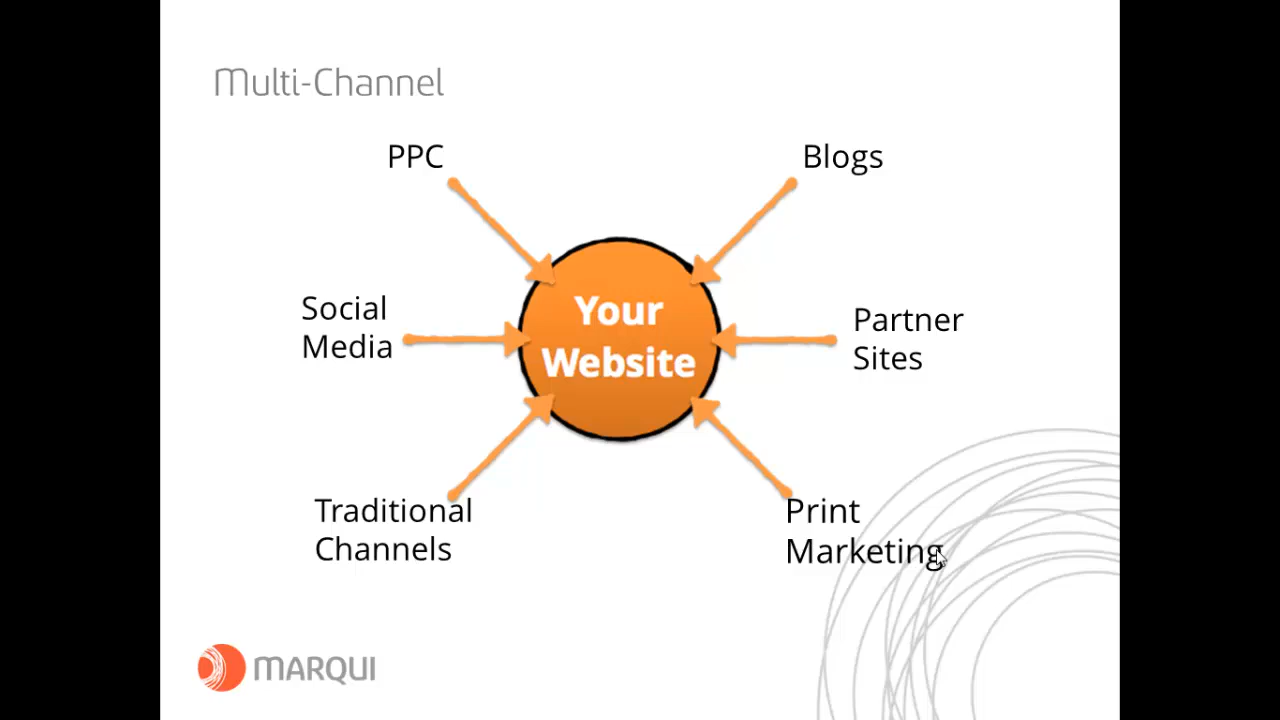 Multi-Channel
PPC
Blogs
Social
Media
Your
Website
Partner
Sites
Traditional
Channels
Print
Marketing
MARQUI